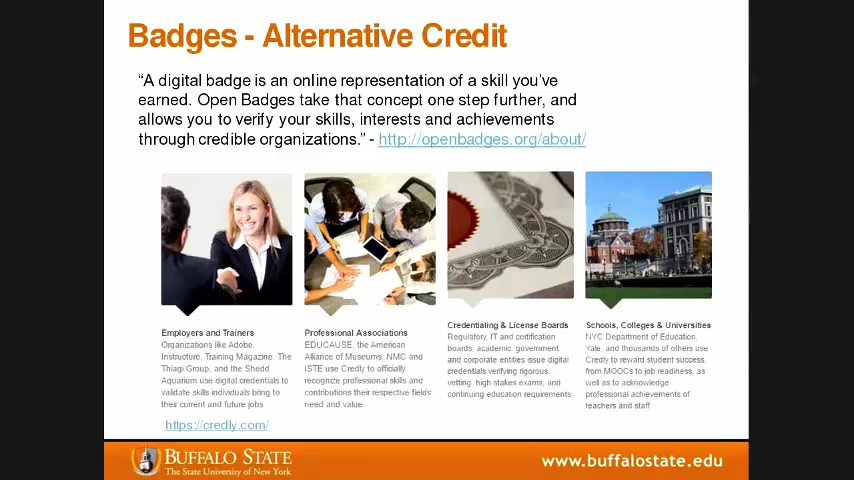 Badges - Alternative Credit
“A digital badge is an online representation of a skill you’ve
earned. Open Badges take that concept one step further, and
allows you to verify your skills, interests and achievements
through credible organizations.” - http://openbadges.org/about/
Employers and Trainers
Organizations like Adobe,
Instructure, Training Magazine, The
Thiagi Group, and the Shedd
Aquarium use digital credentials to
validate skills individuals bring to
their current and future jobs
Professional Associations
EDUCAUSE, the American
Alliance of Museums, NMC and
ISTE use Credly to officially
recognize professional skills and
contributions their respective fields
need and value.
Credentialing & License Boards
Regulatory, IT and certification
boards, academic, government,
and corporate entities issue digital
credentials verifying rigorous
vetting, high stakes exams, and
continuing education requirements
Schools, Colleges & Universities
NYC Department of Education,
Yale, and thousands of others use
Credly to reward student success,
from MOOCs to job readiness, as
well as to acknowledge
professional achievements of
teachers and staff
https://credly.com/
BUFFALO STATE
The State University of New York
www.buffalostate.edu